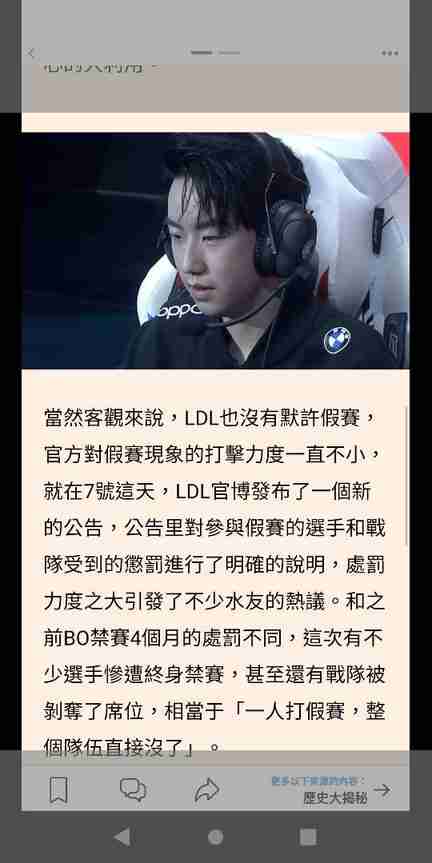 oppo
當然客觀來說，LDL也沒有默許假賽，
官方對假賽現象的打擊力度一直不小，
就在7號這天，LDL官博發布了一個新
的公告，公告里對參與假賽的選手和戰
隊受到的懲罰進行了明確的說明，處罰
力度之大引發了不少水友的熱議。和之
前BO禁賽4個月的處罰不同，這次有不
少選手慘遭終身禁賽，甚至還有戰隊被
剝奪了席位，相當于「一人打假賽，整
個隊伍直接沒了」。
更多以下來源的內容：
歷史大揭秘